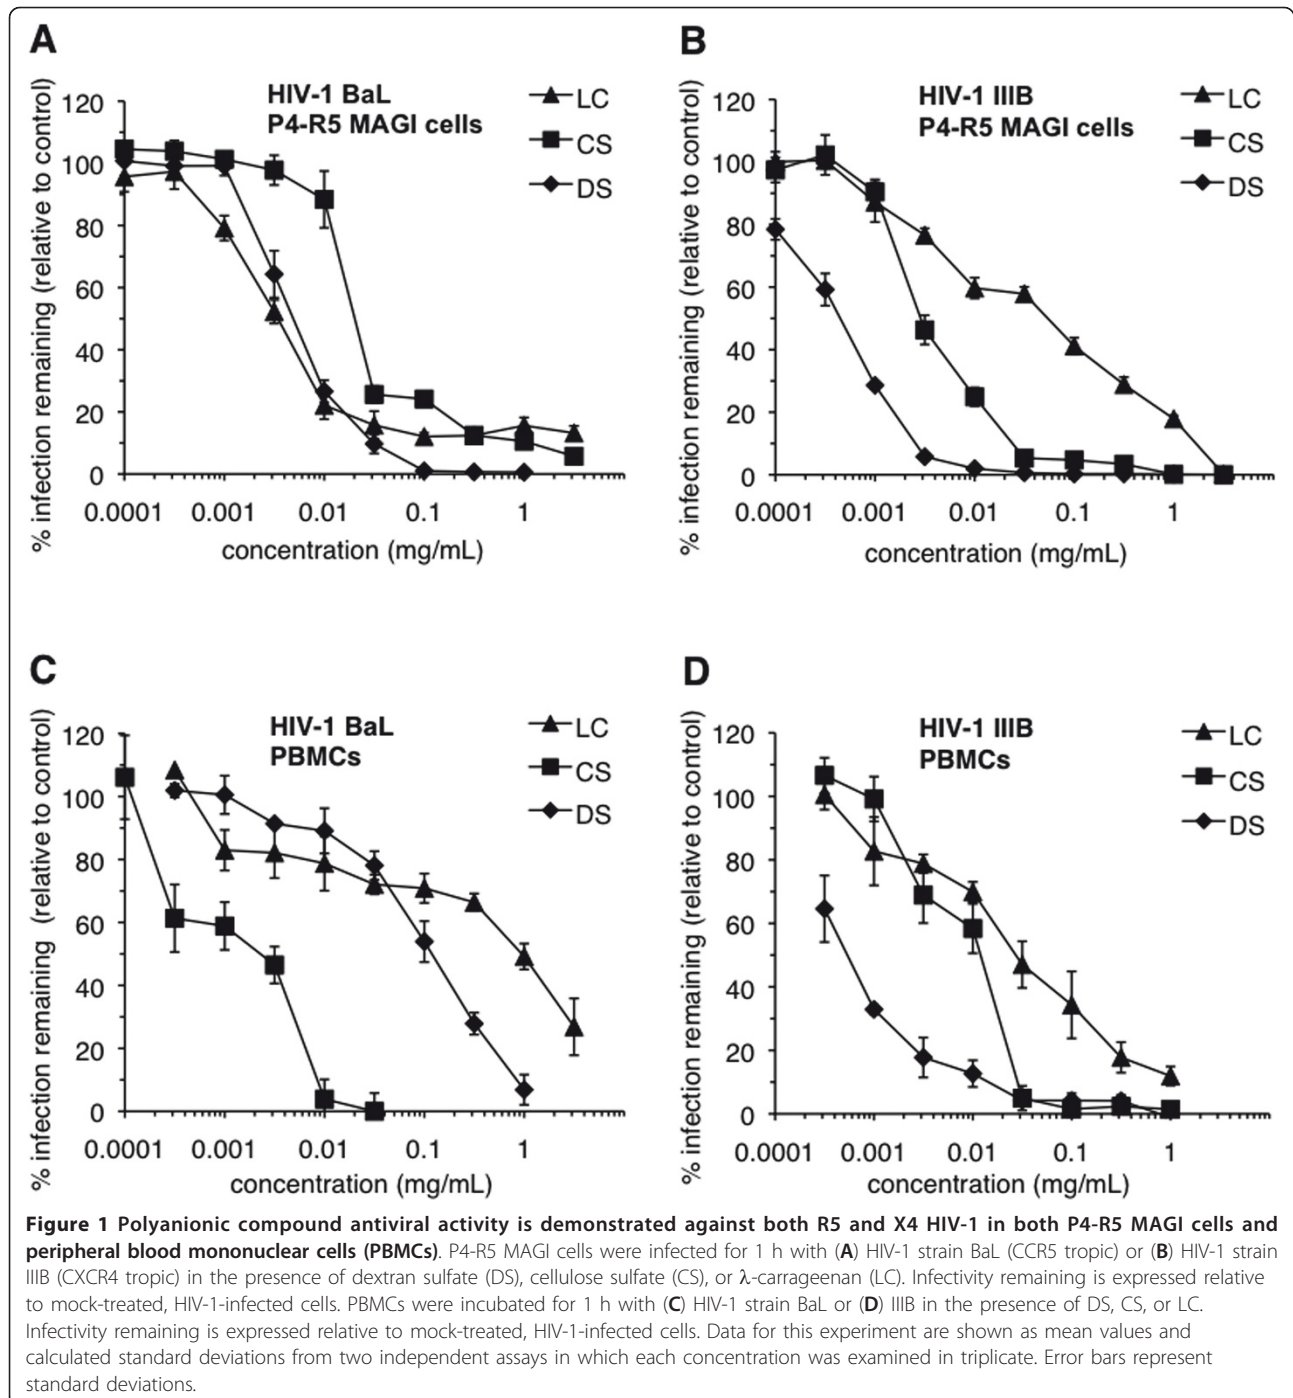 A
HIV-1 BaL
P4-R5 MAGI cells
LC
CS
DS
% infection remaining (relative to control)
120
100
80
60
40
20
0
0.0001 0.001 0.01 0.1 1
concentration (mg/mL)
B
HIV-1 IIIB
P4-R5 MAGI cells
LC
CS
DS
% infection remaining (relative to control)
120
100
80
60
40
20
0
0.0001 0.001 0.01 0.1 1
concentration (mg/mL)
C
HIV-1 BaL
PBMCs
LC
CS
DS
% infection remaining (relative to control)
120
100
80
60
40
20
0
0.0001 0.001 0.01 0.1 1
concentration (mg/mL)
D
HIV-1 IIIB
PBMCs
LC
CS
DS
% infection remaining (relative to control)
120
100
80
60
40
20
0
0.0001 0.001 0.01 0.1 1
concentration (mg/mL)
Figure 1 Polyanionic compound antiviral activity is demonstrated against both R5 and X4 HIV-1 in both P4-R5 MAGI cells and
peripheral blood mononuclear cells (PBMCs). P4-R5 MAGI cells were infected for 1 h with (A) HIV-1 strain BaL (CCR5 tropic) or (B) HIV-1 strain
IIIB (CXCR4 tropic) in the presence of dextran sulfate (DS), cellulose sulfate (CS), or λ-carrageenan (LC). Infectivity remaining is expressed relative
to mock-treated, HIV-1-infected cells. PBMCs were incubated for 1 h with (C) HIV-1 strain BaL or (D) IIIB in the presence of DS, CS, or LC.
Infectivity remaining is expressed relative to mock-treated, HIV-1-infected cells. Data for this experiment are shown as mean values and
calculated standard deviations from two independent assays in which each concentration was examined in triplicate. Error bars represent
standard deviations.